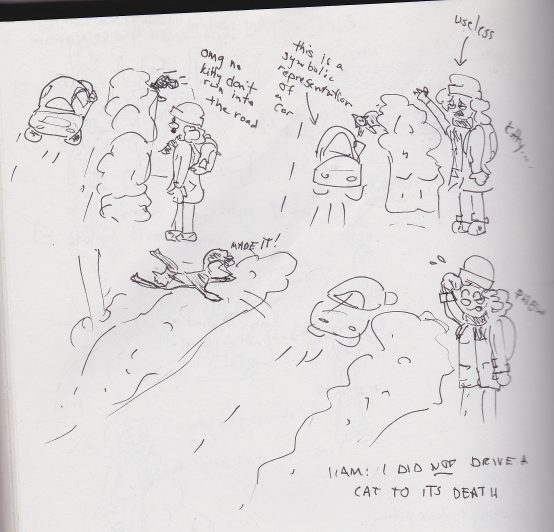 omg no
kitty don't
run into
the road
this is a
symbolic
representation
of
a
car
useless
kitty...
MADE IT!
PHEW
11AM: I DID NOT DRIVE A
CAT TO ITS DEATH